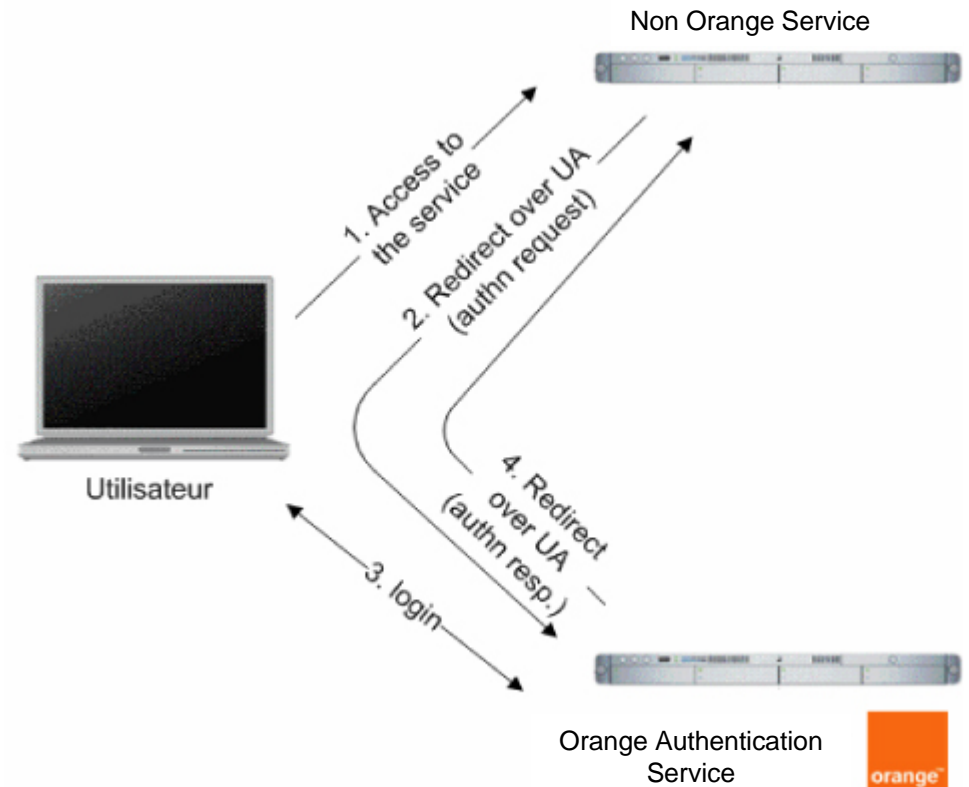 Non Orange Service
1. Access to
the service
2. Redirect over UA
(authn request)
Utilisateur
3. login
4. Redirect
over UA
(authn resp.)
Orange Authentication
Service
orange™